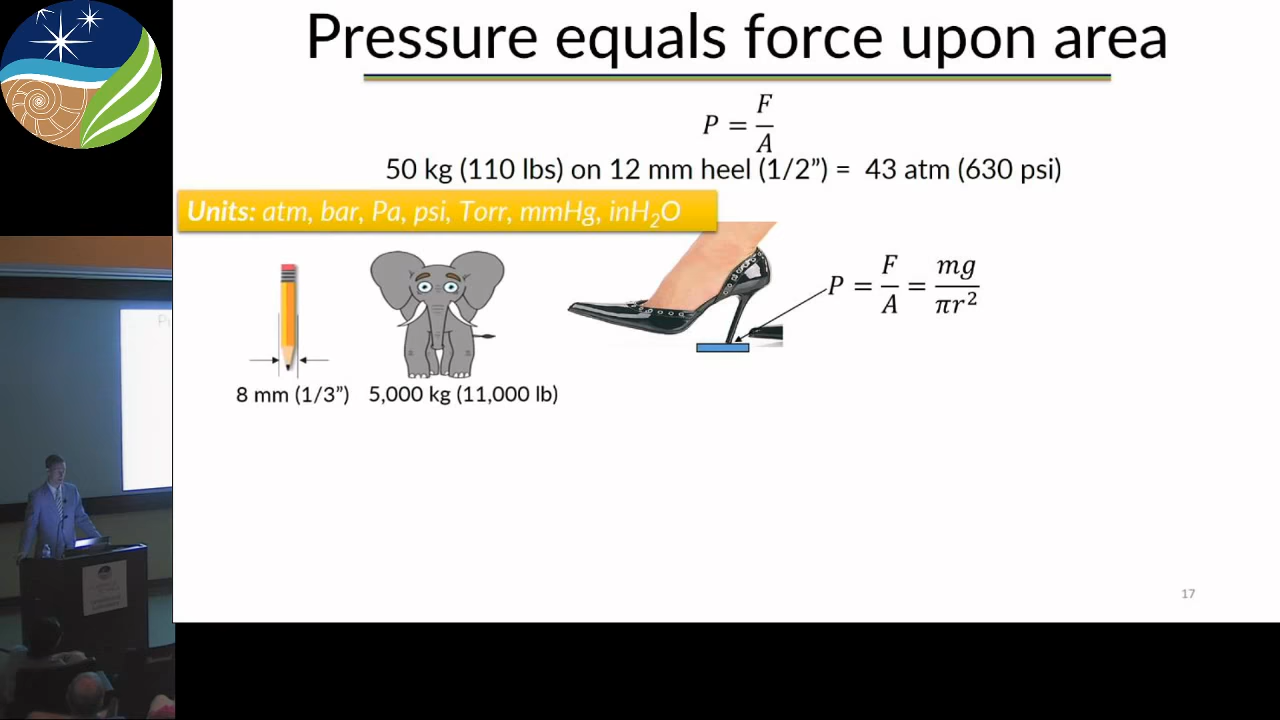 Pressure equals force upon area
P = F/A
50 kg (110 lbs) on 12 mm heel (1/2”) = 43 atm (630 psi)
Units: atm, bar, Pa, psi, Torr, mmHg, inH₂O
P = F/A = mg/πr²
8 mm (1/3”) 5,000 kg (11,000 lb)
17